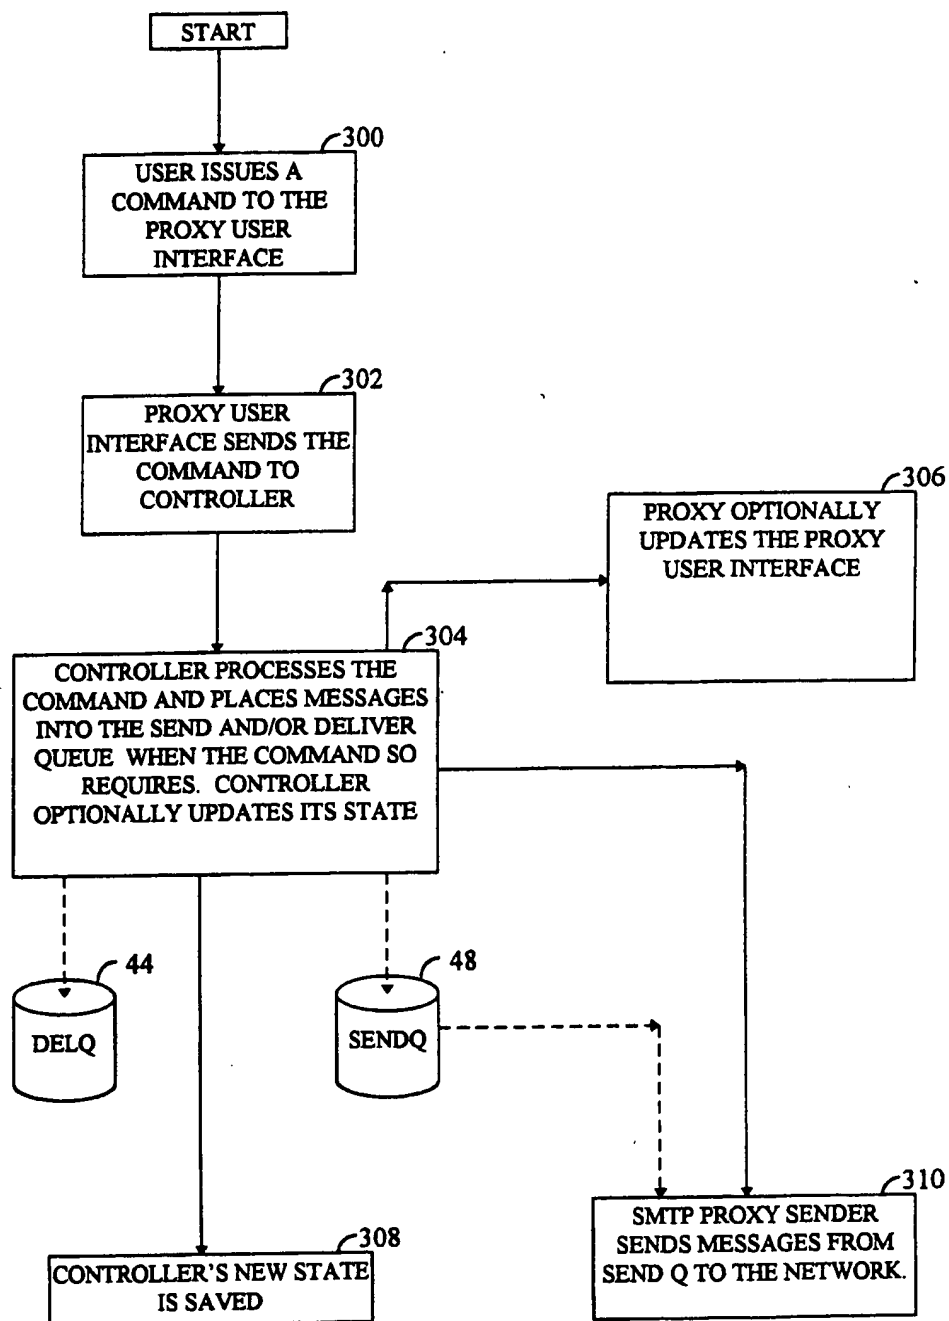 START
300
USER ISSUES A
COMMAND TO THE
PROXY USER
INTERFACE
302
PROXY USER
INTERFACE SENDS THE
COMMAND TO
CONTROLLER
306
PROXY OPTIONALLY
UPDATES THE PROXY
USER INTERFACE
304
CONTROLLER PROCESSES THE
COMMAND AND PLACES MESSAGES
INTO THE SEND AND/OR DELIVER
QUEUE WHEN THE COMMAND SO
REQUIRES. CONTROLLER
OPTIONALLY UPDATES ITS STATE
44
DELQ
48
SENDQ
308
CONTROLLER'S NEW STATE
IS SAVED
310
SMTP PROXY SENDER
SENDS MESSAGES FROM
SEND Q TO THE NETWORK.